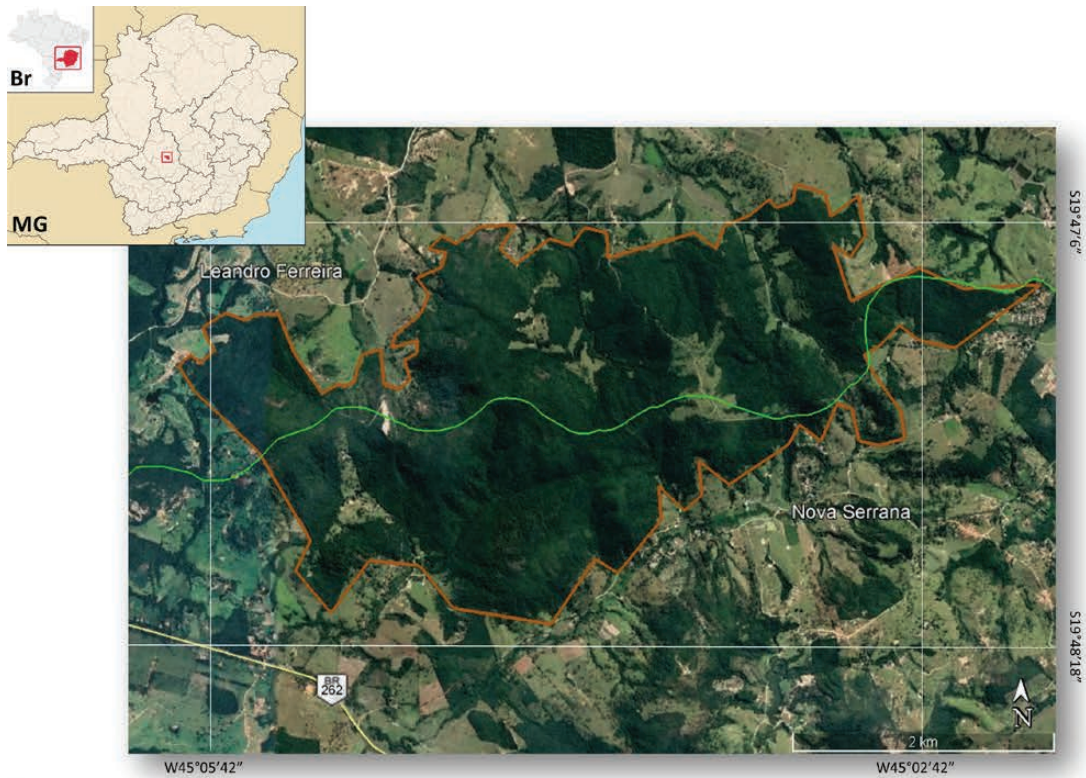 Br
MG
Leandro Ferreira
S19°47'6"
Nova Serrana
S19°48'18"
BR
262
N
2 km
W45°05'42"
W45°02'42"